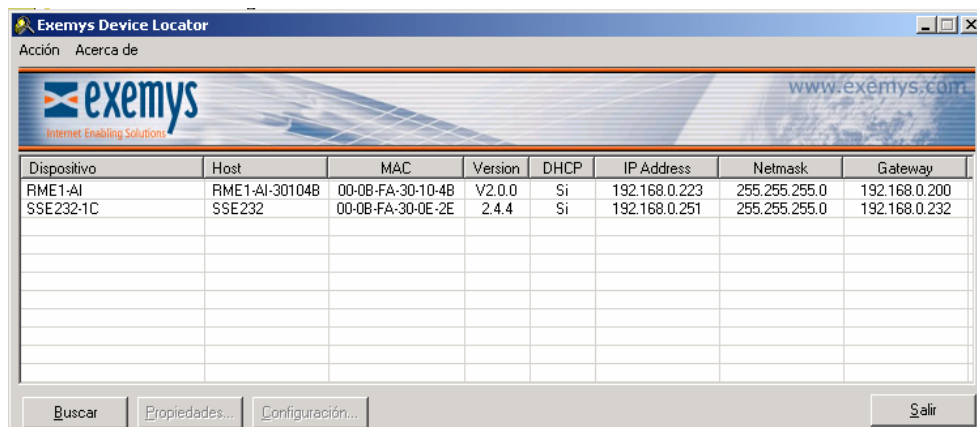 Exemys Device Locator
Acción Acerca de
exemys
Internet Enabling Solutions
www.exemys.com
Dispositivo Host MAC Version DHCP IP Address Netmask Gateway
RME1-AI RME1-AI-30104B 00-0B-FA-30-10-4B V2.0.0 Si 192.168.0.223 255.255.255.0 192.168.0.200
SSE232-1C SSE232 00-0B-FA-30-0E-2E 2.4.4 Si 192.168.0.251 255.255.255.0 192.168.0.232
Buscar Propiedades... Configuración... Salir